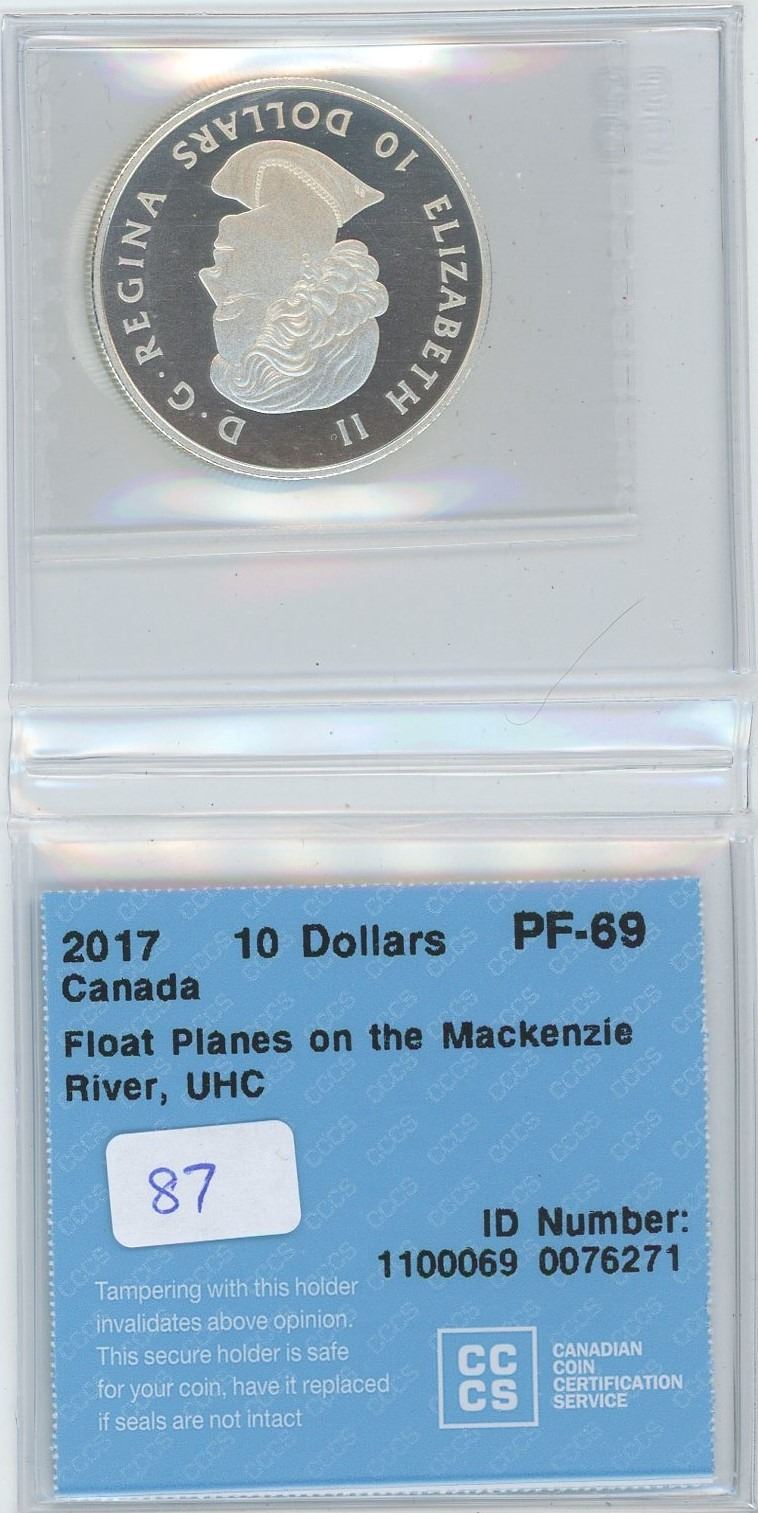 ELIZABETH II D·G·REGINA
10 DOLLARS
2017 10 Dollars PF-69
Canada
Float Planes on the Mackenzie
River, UHC
87
ID Number:
1100069 0076271
Tampering with this holder
invalidates above opinion.
This secure holder is safe
for your coin, have it replaced
if seals are not intact
CC
CS
CANADIAN
COIN
CERTIFICATION
SERVICE